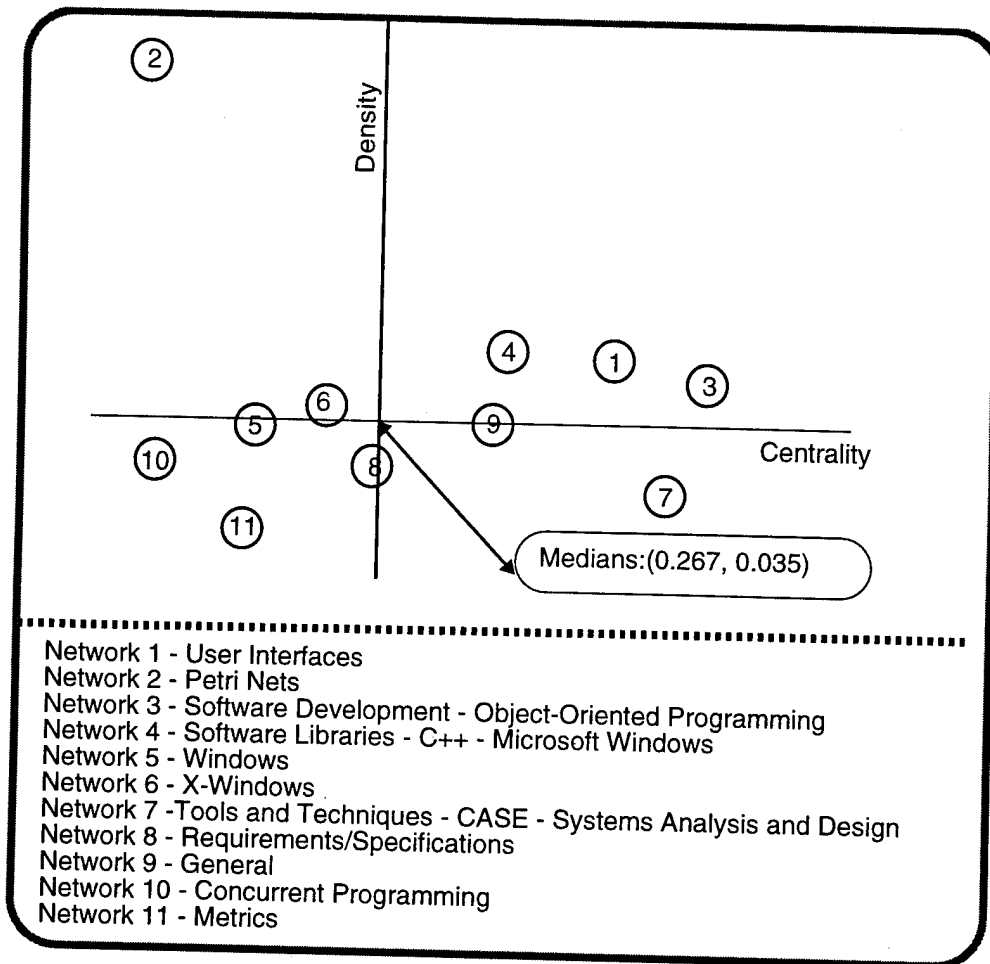 2
Density
4
1
3
6
5
9
10
8
Centrality
7
11
Medians:(0.267, 0.035)
Network 1 - User Interfaces
Network 2 - Petri Nets
Network 3 - Software Development - Object-Oriented Programming
Network 4 - Software Libraries - C++ - Microsoft Windows
Network 5 - Windows
Network 6 - X-Windows
Network 7 -Tools and Techniques - CASE - Systems Analysis and Design
Network 8 - Requirements/Specifications
Network 9 - General
Network 10 - Concurrent Programming
Network 11 - Metrics